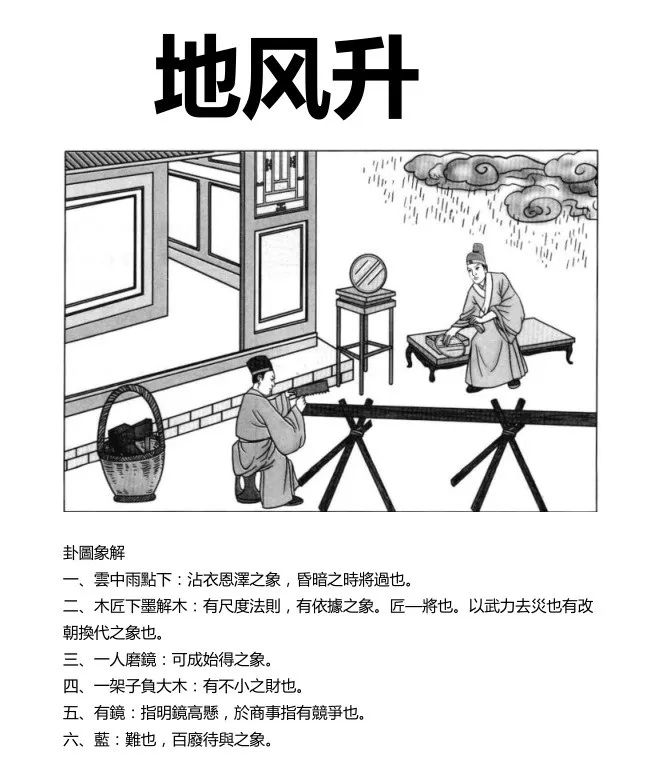 地风升
卦圖象解
一、雲中雨點下：沾衣恩澤之象，昏暗之時將過也。
二、木匠下墨解木：有尺度法則，有依據之象。匠—將也。以武力去災也有改
朝換代之象也。
三、一人磨鏡：可成始得之象。
四、一架子負大木：有不小之財也。
五、有鏡：指明鏡高懸，於商事指有競爭也。
六、藍：難也，百廢待與之象。